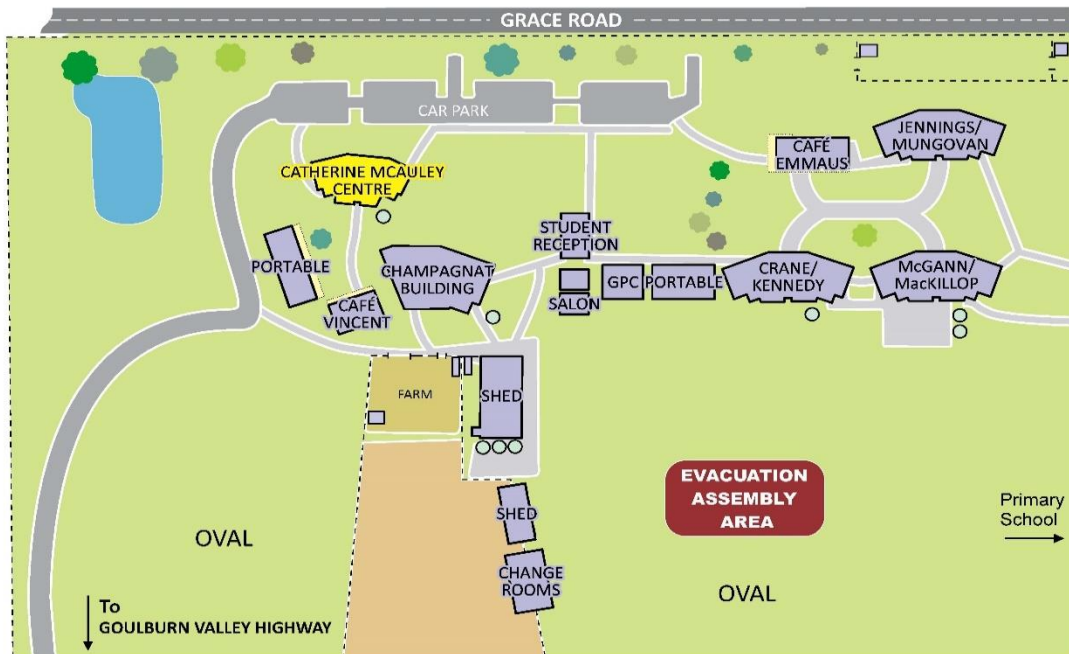 GRACE ROAD
CAR PARK
JENNINGS/
MUNGOVAN
CAFÉ
EMMAUS
CATHERINE MCAULEY
CENTRE
STUDENT
RECEPTION
PORTABLE
CHAMPAGNAT
BUILDING
CAFÉ
VINCENT
SALON
GPC
PORTABLE
CRANE/
KENNEDY
McGANN/
MacKILLOP
FARM
SHED
EVACUATION
ASSEMBLY
AREA
Primary
School
SHED
OVAL
CHANGE
ROOMS
OVAL
To
GOULBURN VALLEY HIGHWAY